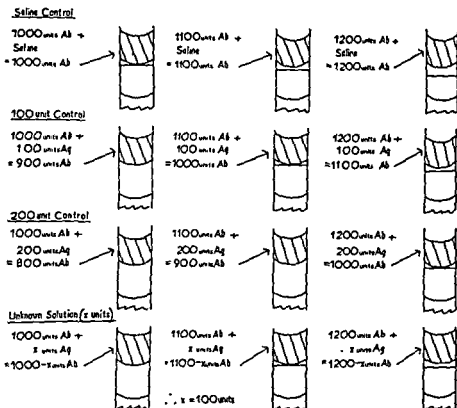 Saline Control
1000 units Ab +
Saline
= 1000 units Ab
1100 units Ab +
Saline
= 1100 units Ab
1200 units Ab +
Saline
= 1200 units Ab
100 unit Control
1000 units Ab +
100 units Ag
= 900 units Ab
1100 units Ab +
100 units Ag
= 1000 units Ab
1200 units Ab +
100 units Ag
= 1100 units Ab
200 unit Control
1000 units Ab +
200 units Ag
= 800 units Ab
1100 units Ab +
200 units Ag
= 900 units Ab
1200 units Ab +
200 units Ag
= 1000 units Ab
Unknown Solution (x units)
1000 units Ab +
x units Ag
= 1000-x units Ab
1100 units Ab +
x units Ag
= 1100-x units Ab
1200 units Ab +
x units Ag
= 1200-x units Ab
∴ x = 100 units